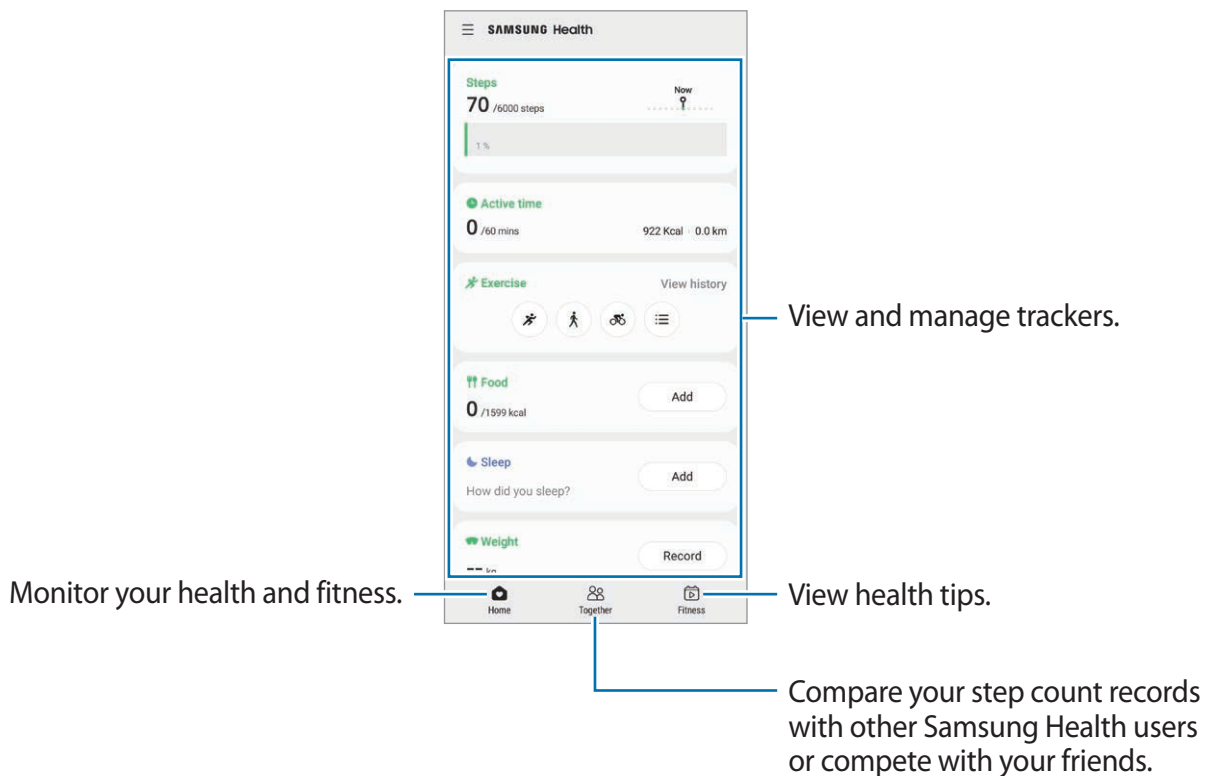 SAMSUNG Health
Steps
70 /6000 steps
Now
1 %
Active time
0 /60 mins
922 Kcal 0.0 km
Exercise
View history
View and manage trackers.
Food
0 /1599 kcal
Add
Sleep
How did you sleep?
Add
Weight
-- kg
Record
Monitor your health and fitness.
Home
Together
Fitness
View health tips.
Compare your step count records
with other Samsung Health users
or compete with your friends.